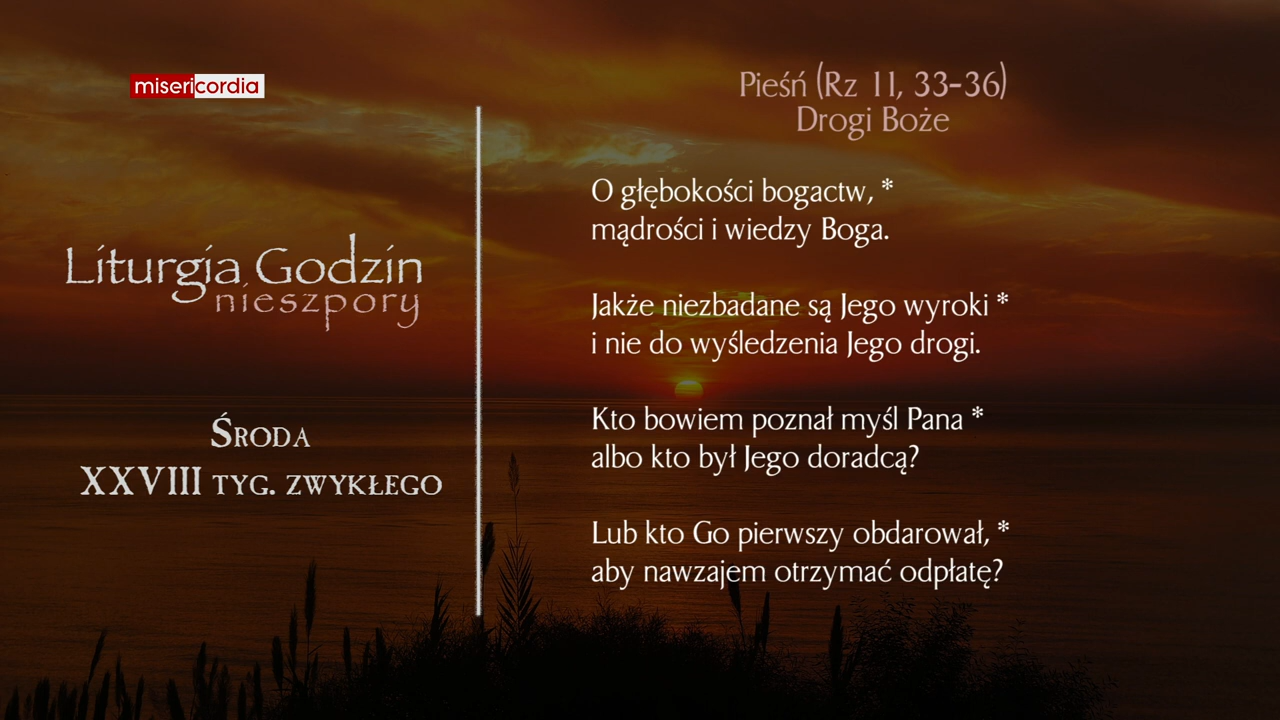 misericordia
Liturgia Godzin
nieszpory
Środa
XXVIII tyg. zwykłego
Pieśń (Rz 11, 33-36)
Drogi Boże
O głębokości bogactw, *
mądrości i wiedzy Boga.
Jakże niezbadane są Jego wyroki *
i nie do wyśledzenia Jego drogi.
Kto bowiem poznał myśl Pana *
albo kto był Jego doradcą?
Lub kto Go pierwszy obdarował, *
aby nawzajem otrzymać odpłatę?